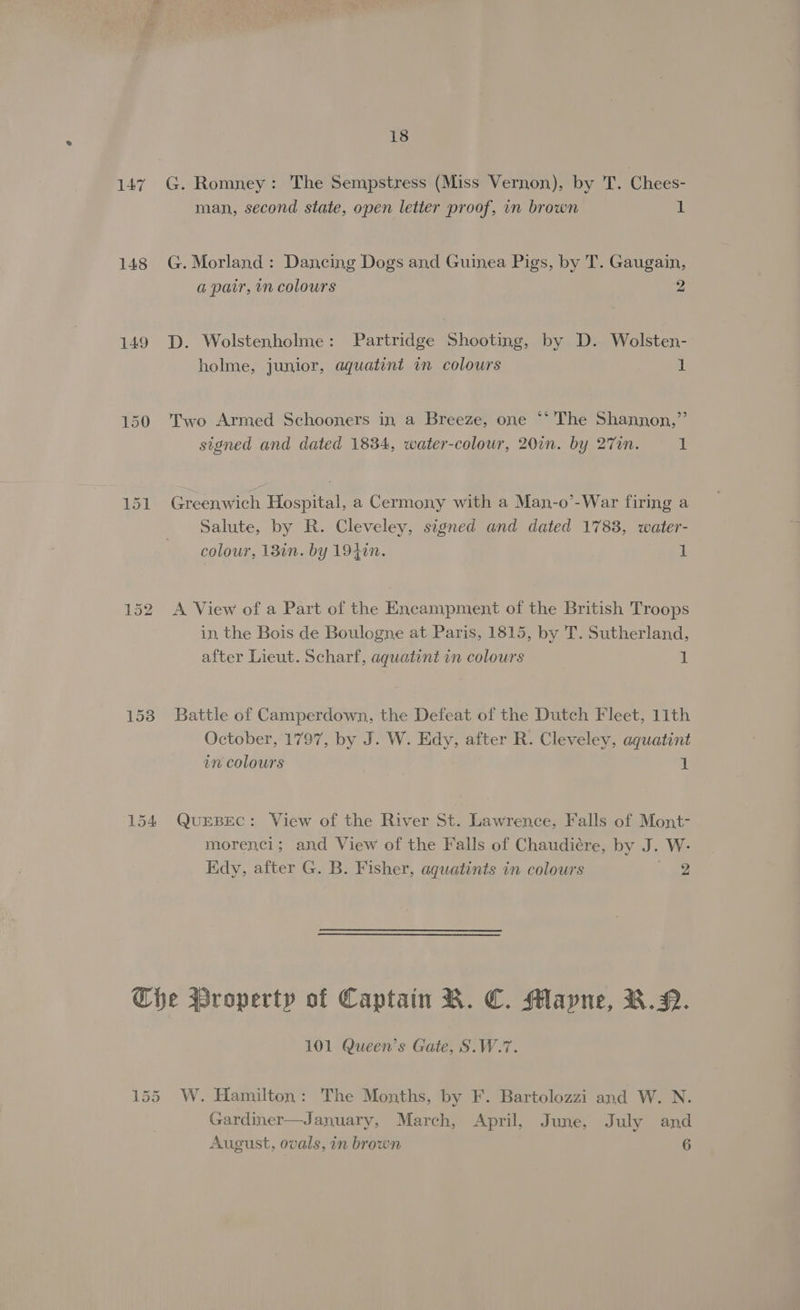 18
147 G. Romney: The Sempstress (Miss Vernon), by T. Chees-
man, second state, open letter proof, in brown 1
148 G. Morland: Dancing Dogs and Guinea Pigs, by T. Gaugain,
a pair, in colours 2
149 D. Wolstenholme: Partridge Shooting, by D. Wolsten-
holme, junior, aquatint in colours 1
150 Two Armed Schooners in a Breeze, one “The Shannon,”
signed and dated 1834, water-colour, 20in. by 27in. 1
151 Greenwich Hospital, a Cermony with a Man-o’-War firing a
Salute, by R. Cleveley, signed and dated 1783, water-
colour, 13in. by 19½in. 1
152 A View of a Part of the Encampment of the British Troops
in the Bois de Boulogne at Paris, 1815, by T. Sutherland,
after Lieut. Scharf, aquatint in colours 1
153 Battle of Camperdown, the Defeat of the Dutch Fleet, 11th
October, 1797, by J. W. Edy, after R. Cleveley, aquatint
in colours 1
154 QUEBEC: View of the River St. Lawrence, Falls of Mont-
morenci; and View of the Falls of Chaudiére, by J. W.
Edy, after G. B. Fisher, aquatints in colours 2
The Property of Captain R. C. Mayne, R.N.
101 Queen’s Gate, S.W.7.
155 W. Hamilton: The Months, by F. Bartolozzi and W. N.
Gardiner—January, March, April, June, July and
August, ovals, in brown 6